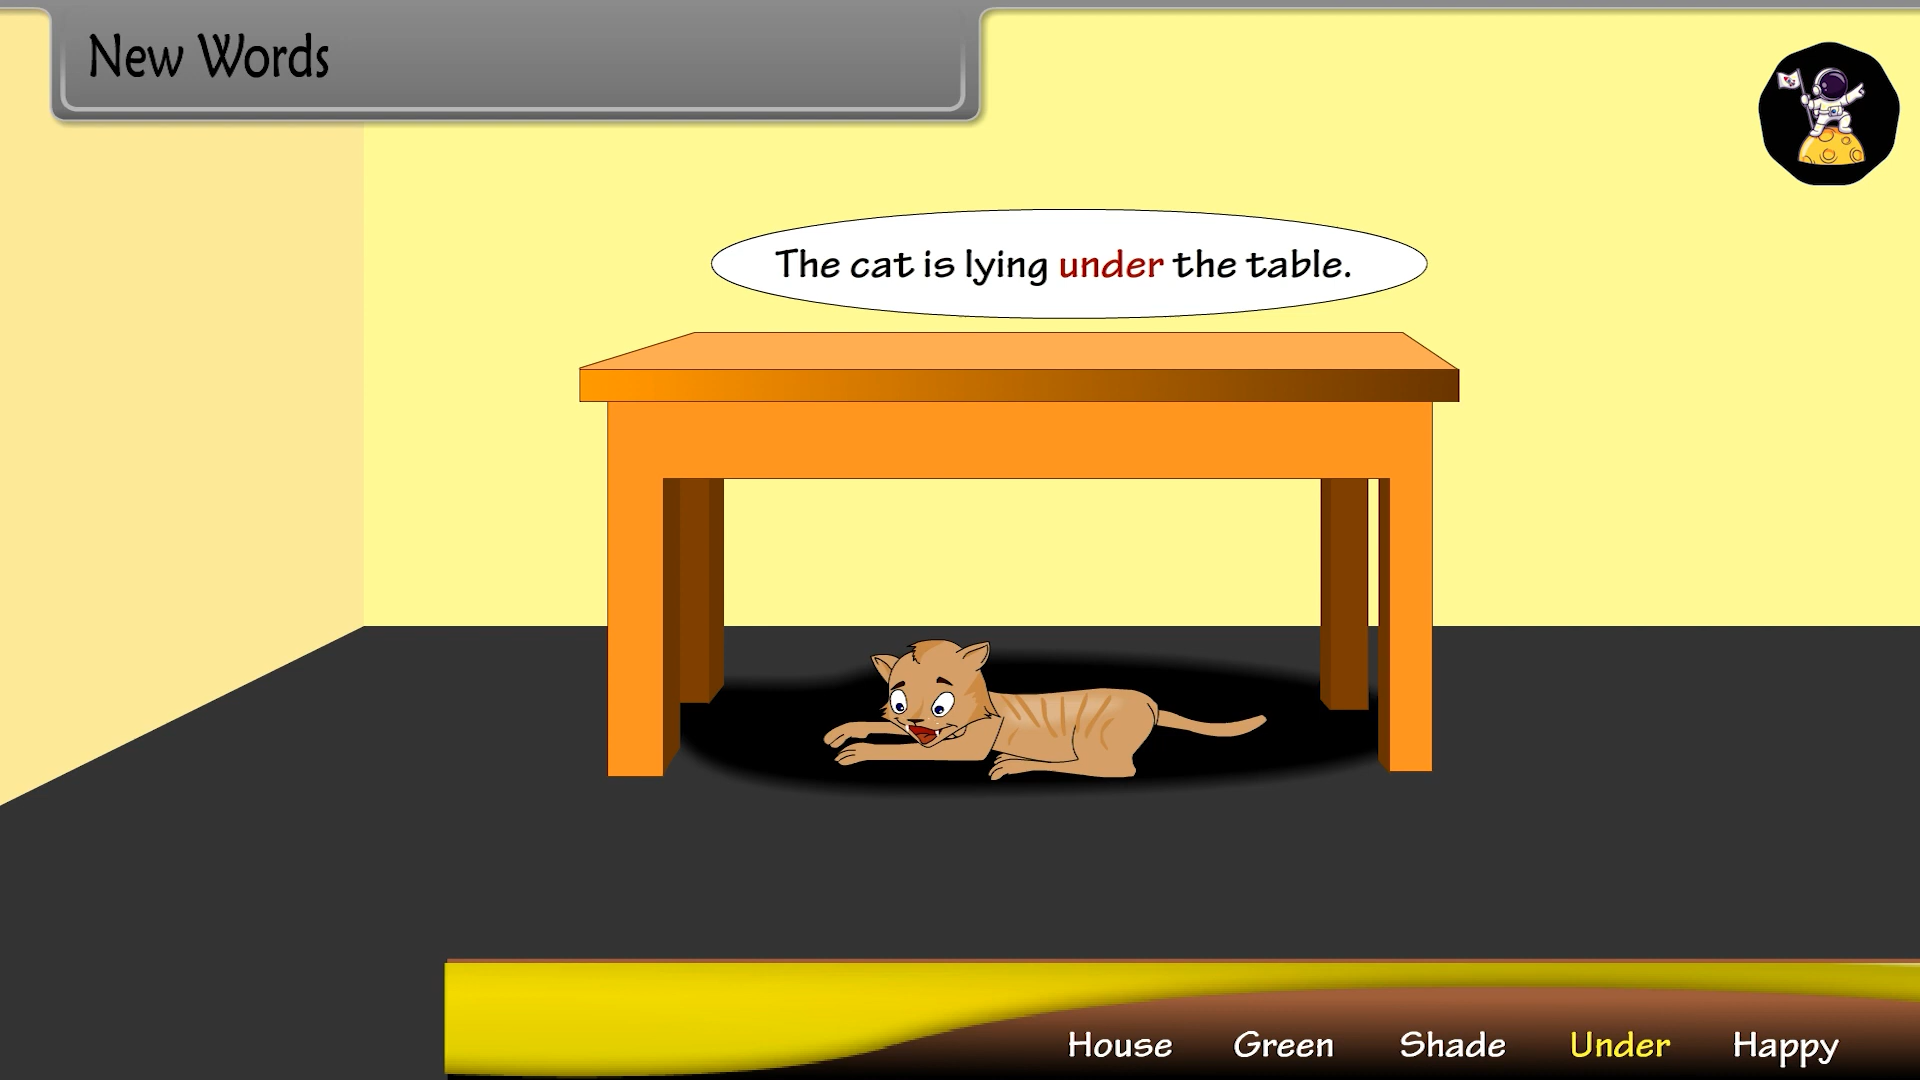 New Words
The cat is lying under the table.
House Green Shade Under Happy